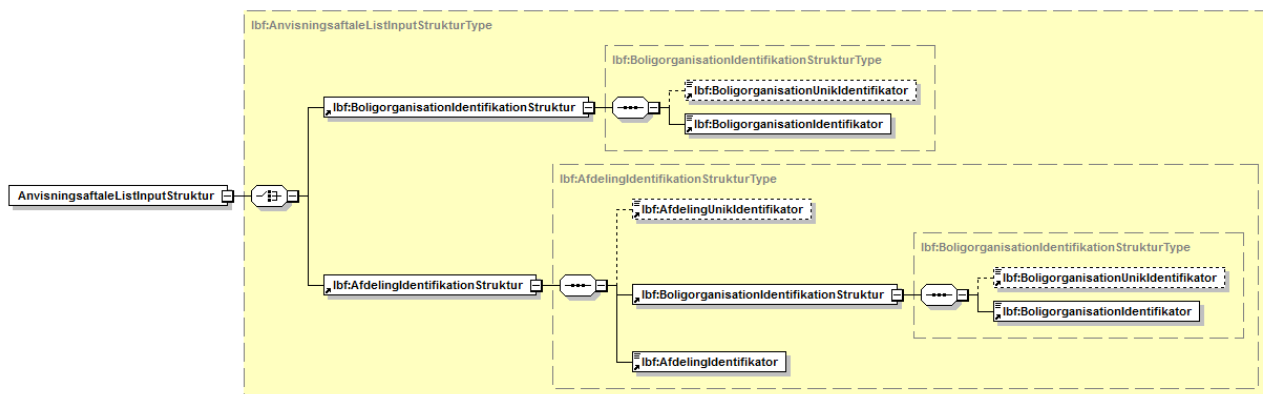 lbf:AnvisningsaftaleListInputStrukturType
lbf:BoligorganisationIdentifikationStrukturType
lbf:BoligorganisationUnikIdentifikator
lbf:BoligorganisationIdentifikationStruktur
lbf:BoligorganisationIdentifikator
lbf:AfdelingIdentifikationStrukturType
AnvisningsaftaleListInputStruktur
lbf:AfdelingUnikIdentifikator
lbf:BoligorganisationIdentifikationStrukturType
lbf:BoligorganisationUnikIdentifikator
lbf:AfdelingIdentifikationStruktur
lbf:BoligorganisationIdentifikationStruktur
lbf:BoligorganisationIdentifikator
lbf:AfdelingIdentifikator